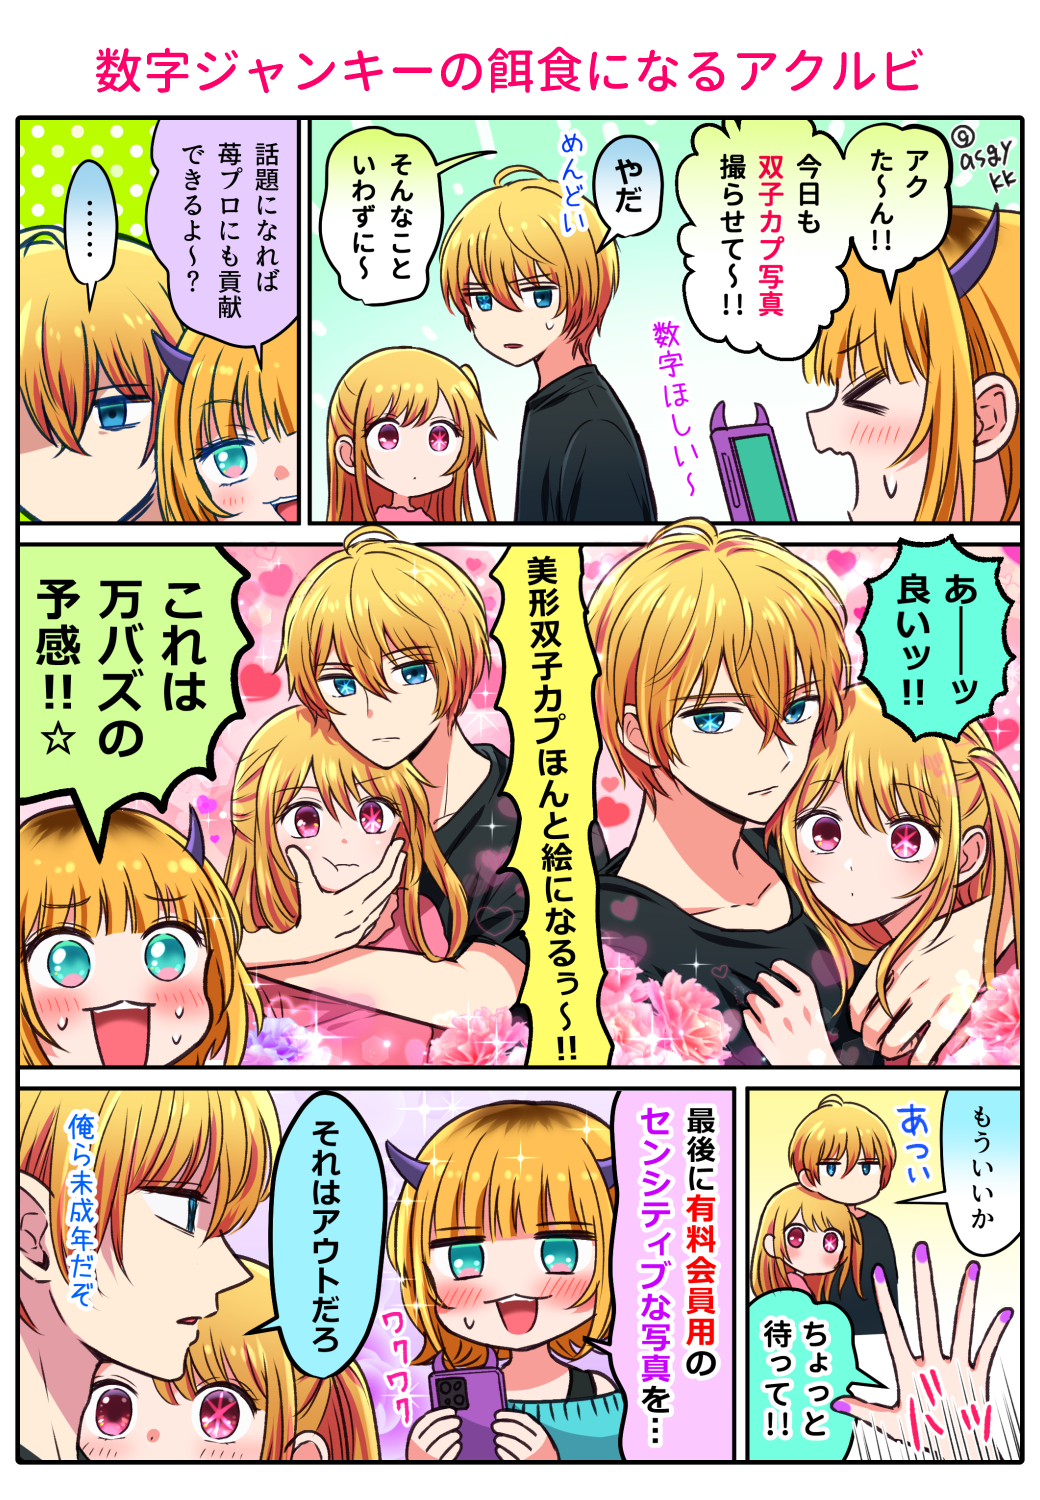 数字ジャンキーの餌食になるアクルビ
@asgykk
アク
た〜ん!!
今日も
双子カプ写真
撮らせて〜!!
数字ほしい〜
やだ
めんどい
そんなこと
いわずに〜
話題になれば
苺プロにも貢献
できるよ〜?
……
あーーッ
良いッ!!
美形双子カプほんと絵になるぅ〜!!
これは
万バズの
予感!!☆
もういいか
あつい
ちょっと
待って!!
バッ
最後に有料会員用の
センシティブな写真を…
ワクワクワク
それはアウトだろ
俺ら未成年だぞ